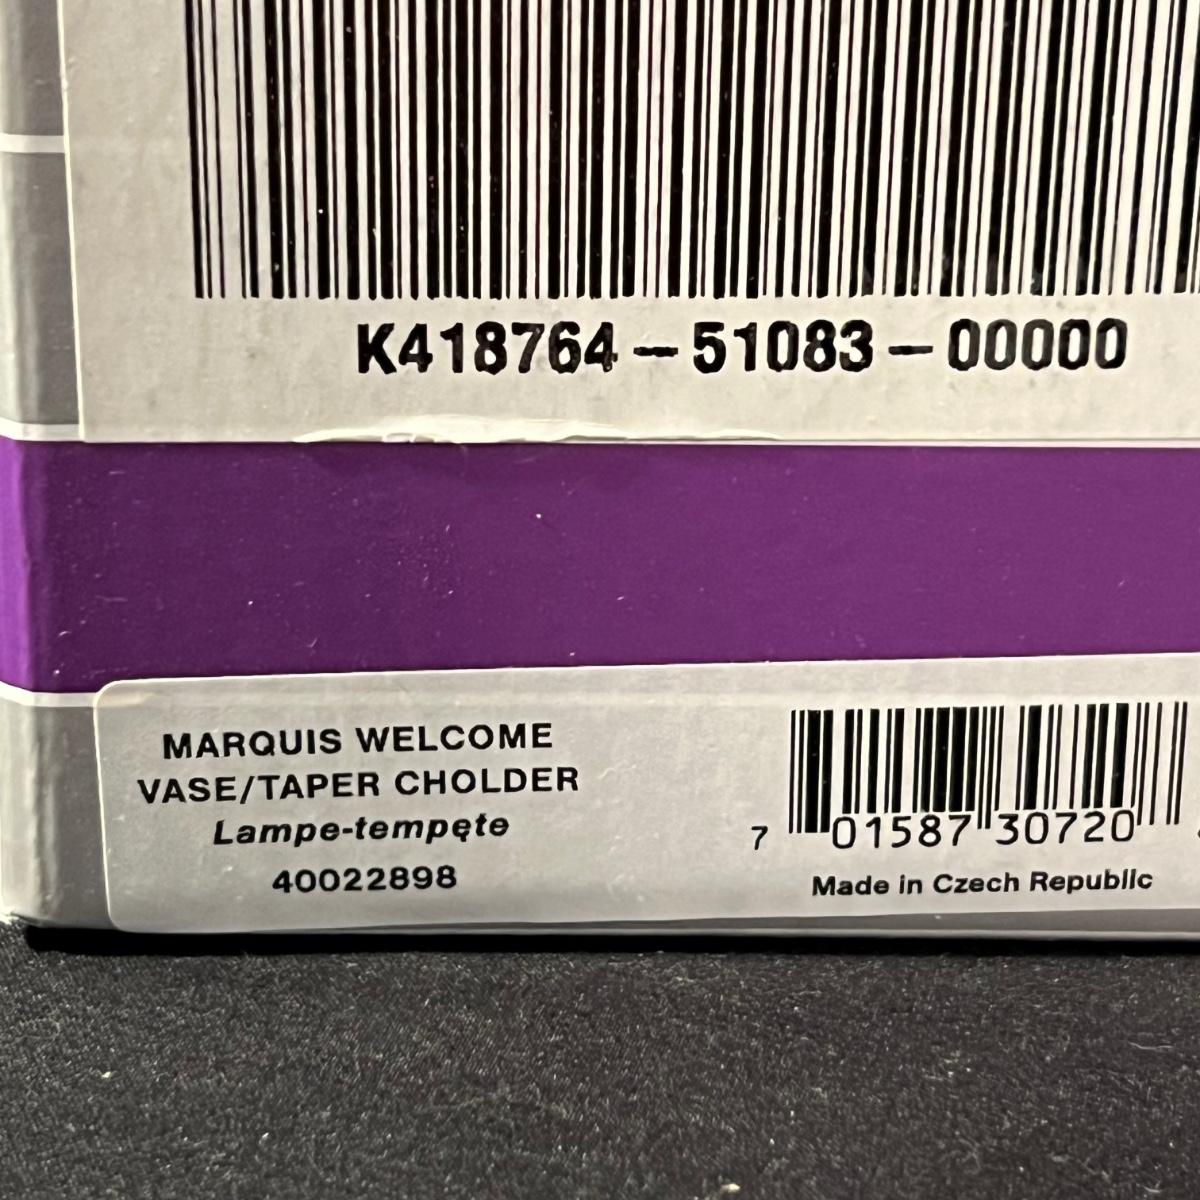 K418764-51083-00000
MARQUIS WELCOME
VASE/TAPER CHOLDER
Lampe-tempęte
40022898
7 01587 30720
Made in Czech Republic